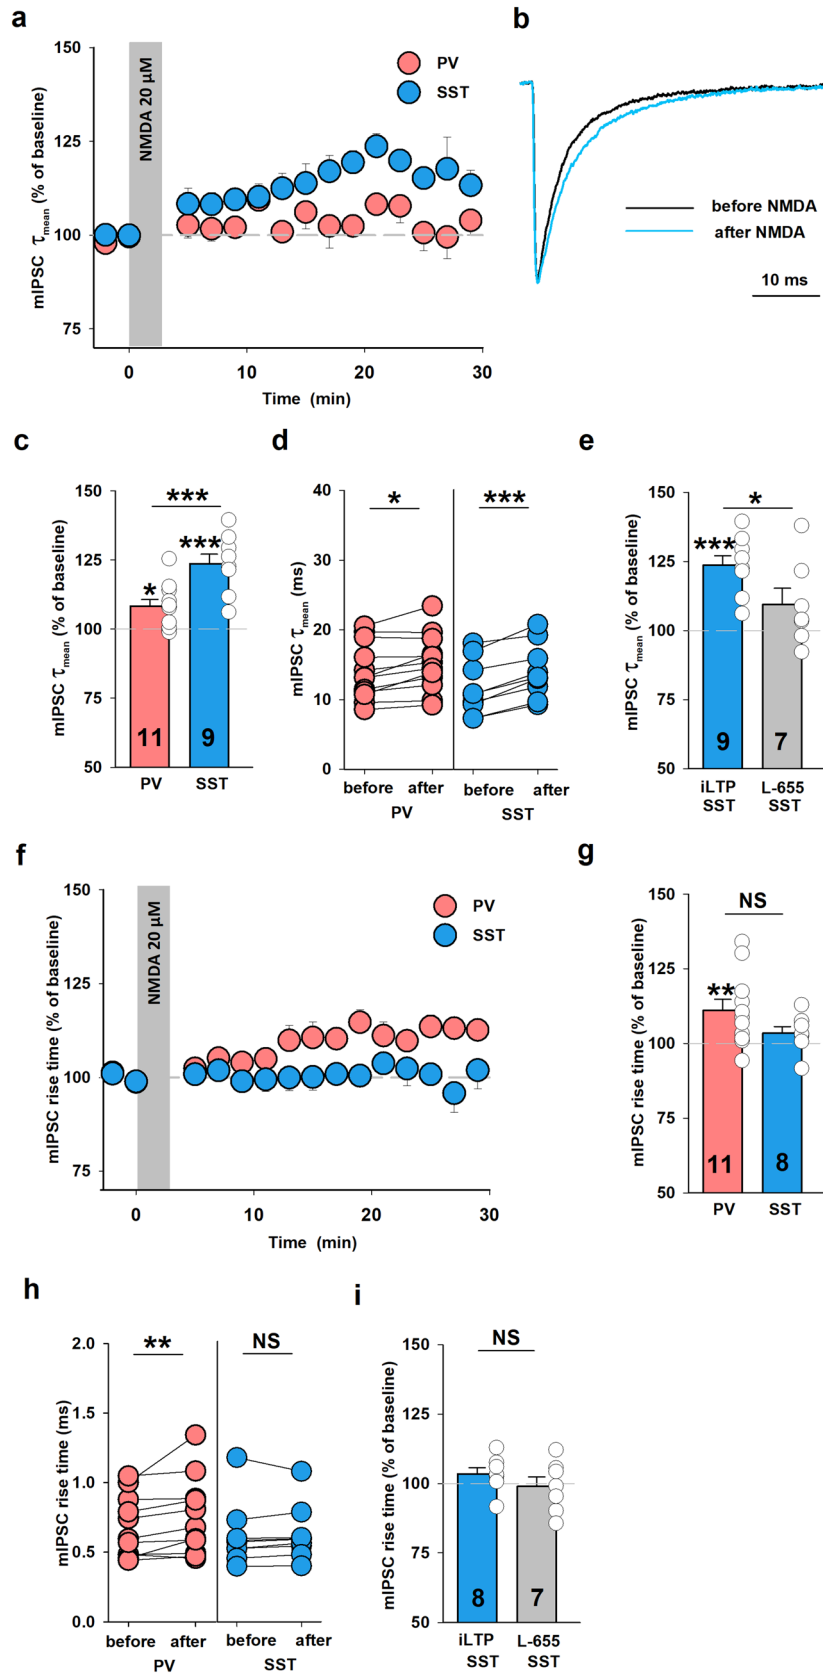 a
150
125
100
75
mIPSC τmean (% of baseline)
NMDA 20 µM
PV
SST
0
10
20
30
Time (min)
b
before NMDA
after NMDA
10 ms
c
150
125
100
75
50
mIPSC τmean (% of baseline)
***
*
***
11
9
PV
SST
d
40
30
20
10
0
mIPSC τmean (ms)
*
***
before
after
before
after
PV
SST
e
150
125
100
75
50
mIPSC τmean (% of baseline)
*
***
9
7
iLTP
SST
L-655
SST
f
150
125
100
75
mIPSC rise time (% of baseline)
NMDA 20 µM
PV
SST
0
10
20
30
Time (min)
g
150
125
100
75
50
mIPSC rise time (% of baseline)
NS
**
11
8
PV
SST
h
2.0
1.5
1.0
0.5
0.0
mIPSC rise time (ms)
**
NS
before
after
before
after
PV
SST
i
150
125
100
75
50
mIPSC rise time (% of baseline)
NS
8
7
iLTP
SST
L-655
SST